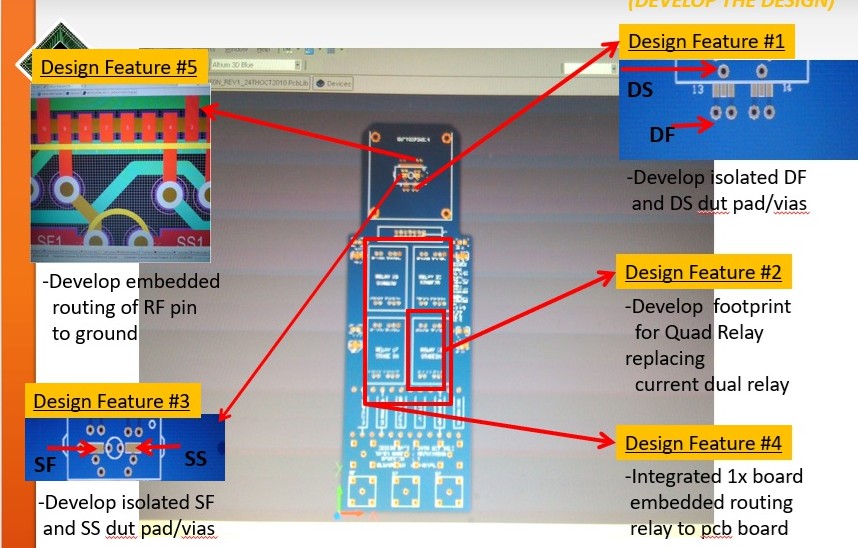 (DEVELOP THE DESIGN)
Design Feature #5
SF1
SS1
-Develop embedded
routing of RF pin
to ground
Design Feature #3
SF
SS
-Develop isolated SF
and SS dut pad/vias
Altium 3D Blue
Devices
Design Feature #1
DS
13
14
DF
-Develop isolated DF
and DS dut pad/vias
Design Feature #2
-Develop footprint
for Quad Relay
replacing
current dual relay
Design Feature #4
-Integrated 1x board
embedded routing
relay to pcb board